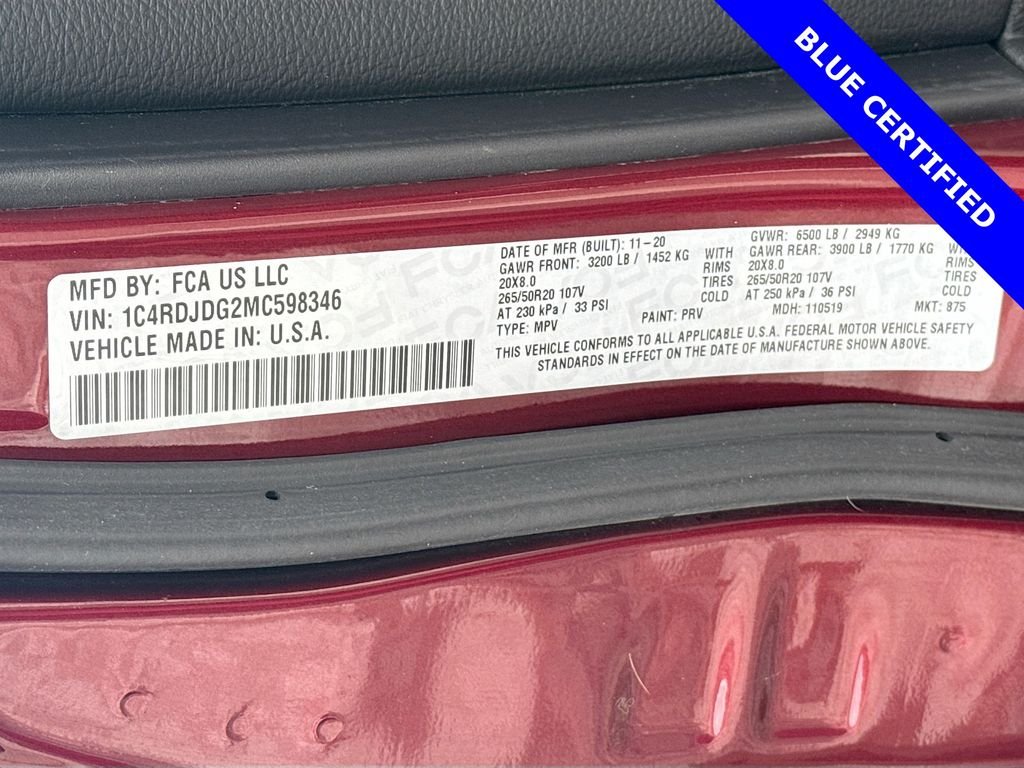 BLUE CERTIFIED
MFD BY: FCA US LLC
VIN: 1C4RDJDG2MC598346
VEHICLE MADE IN: U.S.A.
DATE OF MFR (BUILT): 11-20
GAWR FRONT: 3200 LB / 1452 KG WITH
20X8.0 RIMS
265/50R20 107V TIRES
AT 230 kPa / 33 PSI COLD
TYPE: MPV PAINT: PRV
GVWR: 6500 LB / 2949 KG
GAWR REAR: 3900 LB / 1770 KG
20X8.0 RIMS
265/50R20 107V TIRES
AT 250 kPa / 36 PSI COLD
MDH: 110519 MKT: 875
THIS VEHICLE CONFORMS TO ALL APPLICABLE U.S.A. FEDERAL MOTOR VEHICLE SAFETY
STANDARDS IN EFFECT ON THE DATE OF MANUFACTURE SHOWN ABOVE.